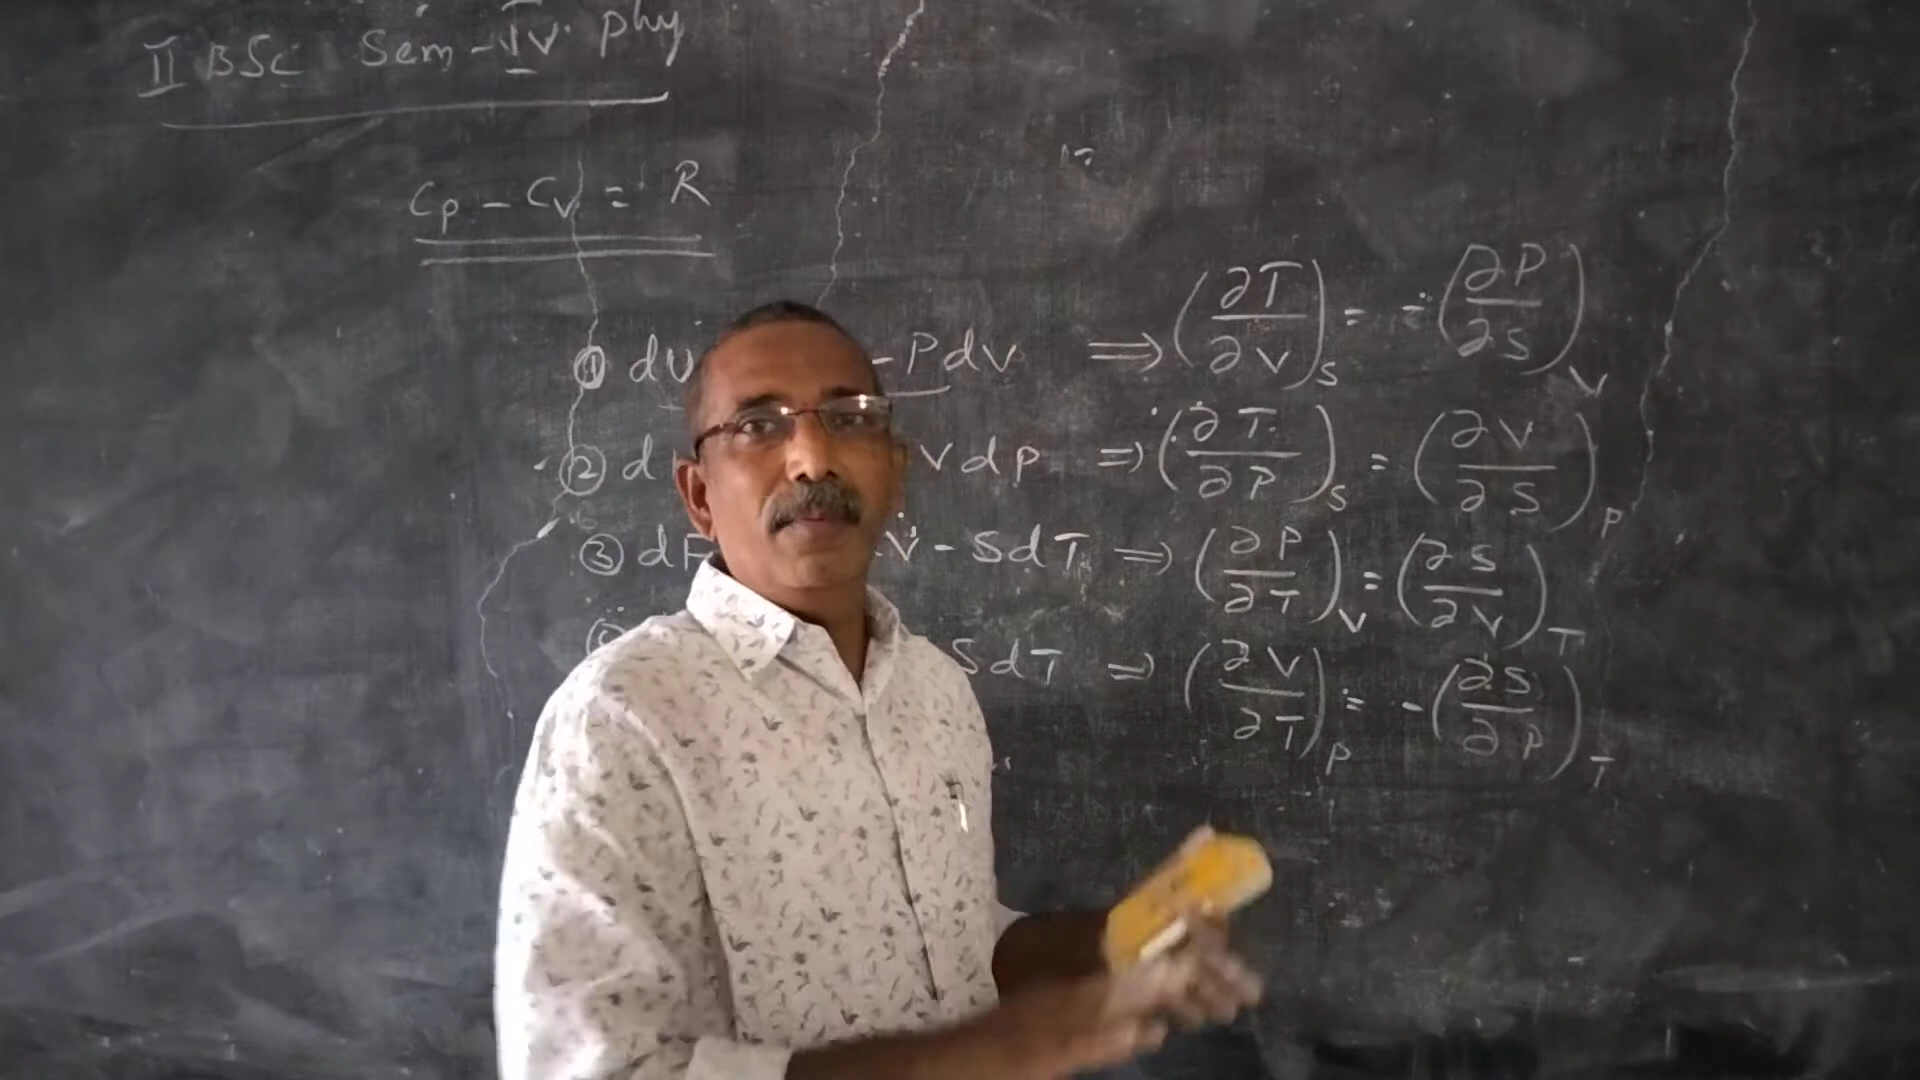 II BSc Sem-IV phy
Cp - Cv = R
① dU - PdV ⟹ (∂T/∂V)S = - (∂P/∂S)V
② d VdP ⟹ (∂T/∂P)S = (∂V/∂S)P
③ dF V - SdT ⟹ (∂P/∂T)V = (∂S/∂V)T
SdT ⟹ (∂V/∂T)P = - (∂S/∂P)T